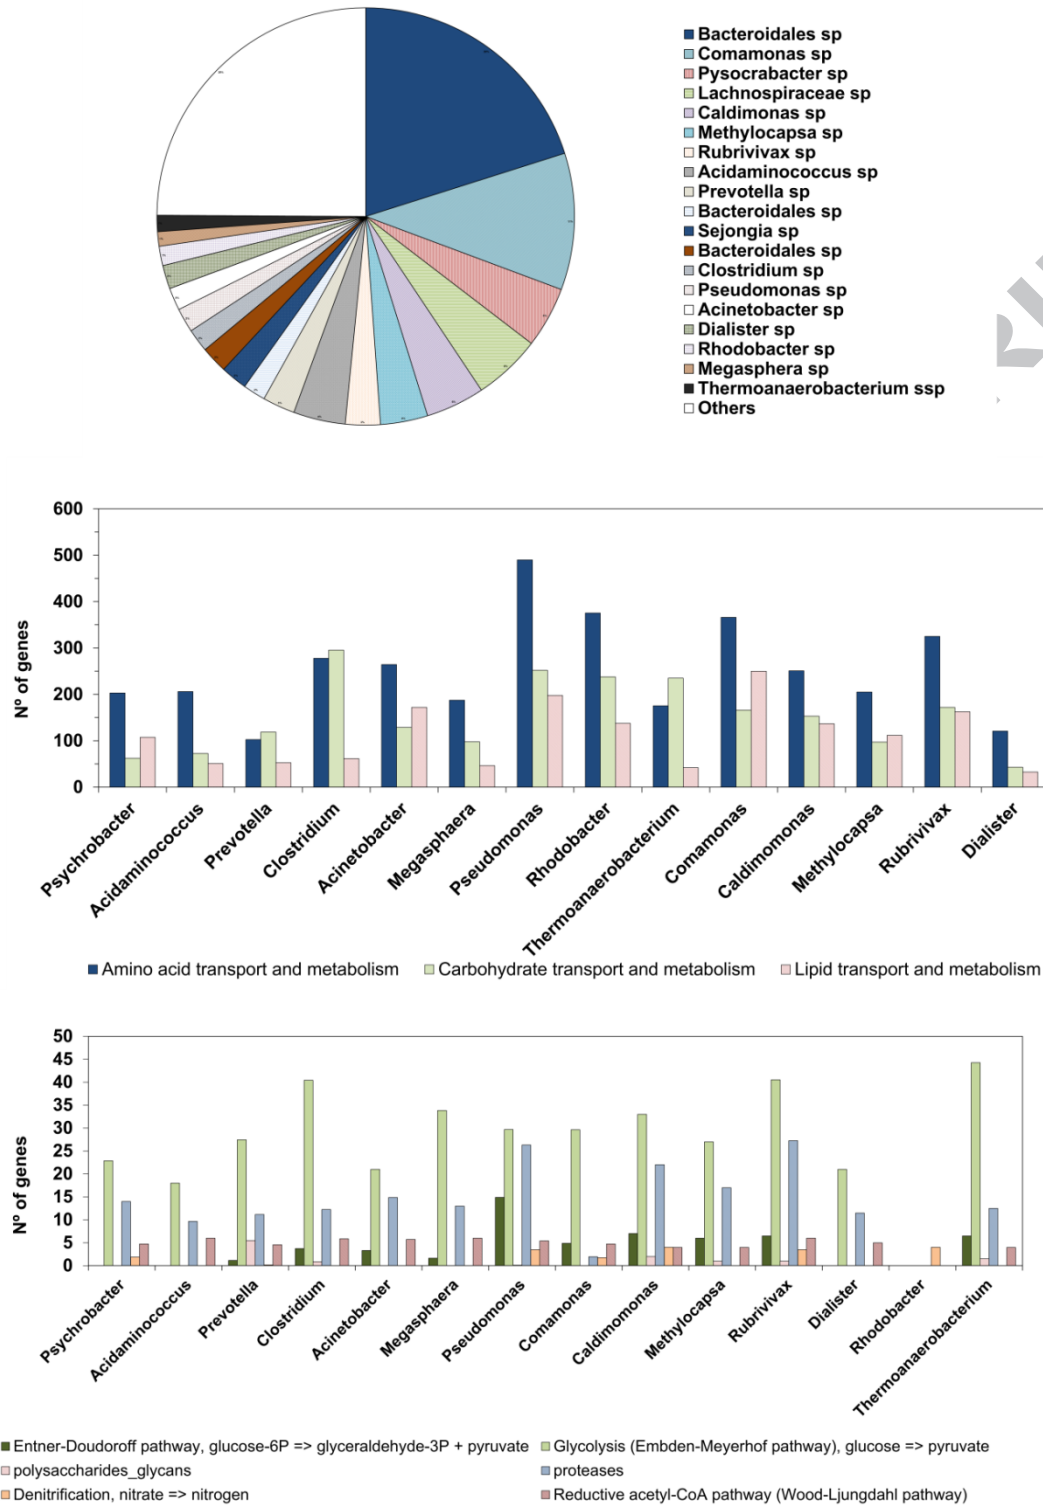 Bacteroidales sp
Comamonas sp
Pysocrabacter sp
Lachnospiraceae sp
Caldimonas sp
Methylocapsa sp
Rubrivivax sp
Acidaminococcus sp
Prevotella sp
Bacteroidales sp
Sejongia sp
Bacteroidales sp
Clostridium sp
Pseudomonas sp
Acinetobacter sp
Dialister sp
Rhodobacter sp
Megasphera sp
Thermoanaerobacterium ssp
Others
600
500
400
300
200
100
0
Nº of genes
Psychrobacter
Acidaminococcus
Prevotella
Clostridium
Acinetobacter
Megasphaera
Pseudomonas
Rhodobacter
Thermoanaerobacterium
Comamonas
Caldimomonas
Methylocapsa
Rubrivivax
Dialister
Amino acid transport and metabolism Carbohydrate transport and metabolism Lipid transport and metabolism
50
45
40
35
30
25
20
15
10
5
0
Nº of genes
Psychrobacter
Acidaminococcus
Prevotella
Clostridium
Acinetobacter
Megasphaera
Pseudomonas
Comamonas
Caldimomonas
Methylocapsa
Rubrivivax
Dialister
Rhodobacter
Thermoanaerobacterium
Entner-Doudoroff pathway, glucose-6P => glyceraldehyde-3P + pyruvate Glycolysis (Embden-Meyerhof pathway), glucose => pyruvate
polysaccharides_glycans proteases
Denitrification, nitrate => nitrogen Reductive acetyl-CoA pathway (Wood-Ljungdahl pathway)